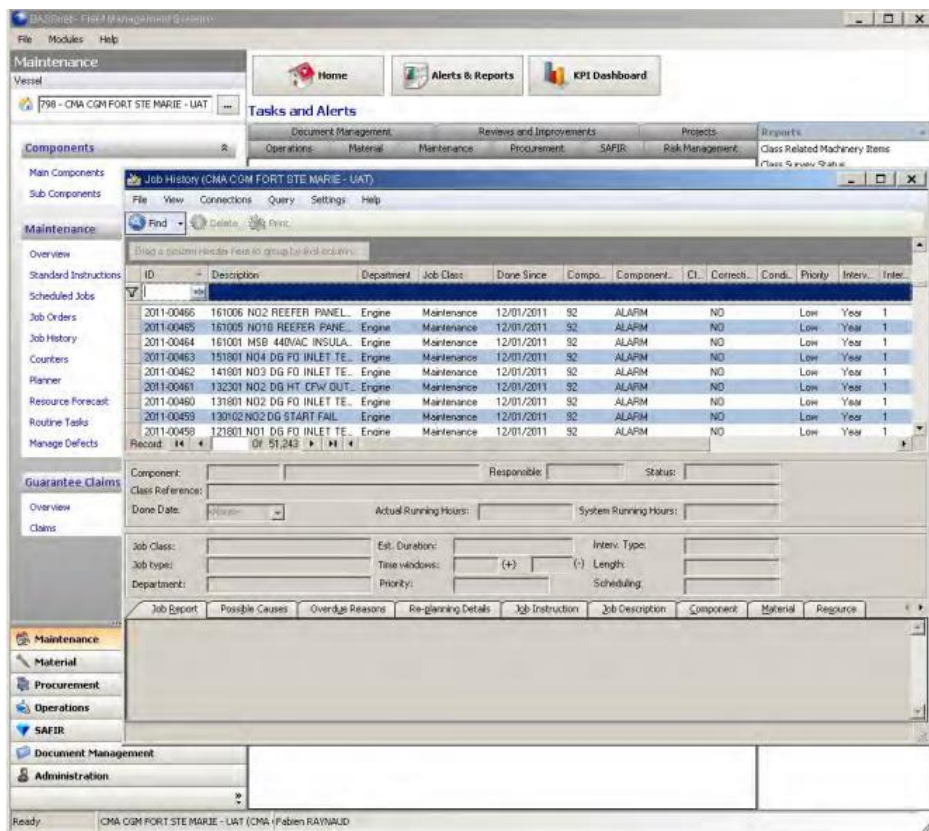 BASSnet - Fleet Management Systems
File Modules Help
Maintenance
Vessel
798 - CMA CGM FORT STE MARIE - UAT ...
Home
Alerts & Reports
KPI Dashboard
Tasks and Alerts
Document Management Reviews and Improvements Projects
Operations Material Maintenance Procurement SAFIR Risk Management
Reports
Class Related Machinery Items
Class Survey Status
Components
Main Components
Sub Components
Maintenance
Overview
Standard Instructions
Scheduled Jobs
Job Orders
Job History
Counters
Planner
Resource Forecast
Routine Tasks
Manage Defects
Guarantee Claims
Overview
Claims
Job History (CMA CGM FORT STE MARIE - UAT)
File View Connections Query Settings Help
Find Delete Print
Drag a column header here to group by that column.
ID Description Department Job Class Done Since Compo... Component... Cl... Correcti... Condi... Priority Interv... Inter...
2011-00466 161006 NO2 REEFER PANEL... Engine Maintenance 12/01/2011 92 ALARM NO Low Year 1
2011-00465 161005 NO10 REEFER PANE... Engine Maintenance 12/01/2011 92 ALARM NO Low Year 1
2011-00464 161001 MSB 440VAC INSULA... Engine Maintenance 12/01/2011 92 ALARM NO Low Year 1
2011-00463 151801 NO4 DG FO INLET TE... Engine Maintenance 12/01/2011 92 ALARM NO Low Year 1
2011-00462 141801 NO3 DG FO INLET TE... Engine Maintenance 12/01/2011 92 ALARM NO Low Year 1
2011-00461 132301 NO2 DG HT CFW OUT... Engine Maintenance 12/01/2011 92 ALARM NO Low Year 1
2011-00460 131801 NO2 DG FO INLET TE... Engine Maintenance 12/01/2011 92 ALARM NO Low Year 1
2011-00459 130102 NO2 DG START FAIL Engine Maintenance 12/01/2011 92 ALARM NO Low Year 1
2011-00458 121801 NO1 DG FO INLET TE... Engine Maintenance 12/01/2011 92 ALARM NO Low Year 1
Record: Of 51,243
Component: Responsible: Status:
Class Reference:
Done Date: Actual Running Hours: System Running Hours:
Job Class: Est. Duration: Interv. Type:
Job type: Time windows: (+) (-) Length:
Department: Priority: Scheduling:
Job Report Possible Causes Overdue Reasons Re-planning Details Job Instruction Job Description Component Material Resource
Maintenance
Material
Procurement
Operations
SAFIR
Document Management
Administration
Ready CMA CGM FORT STE MARIE - UAT (CMA Fabien RAYNAUD